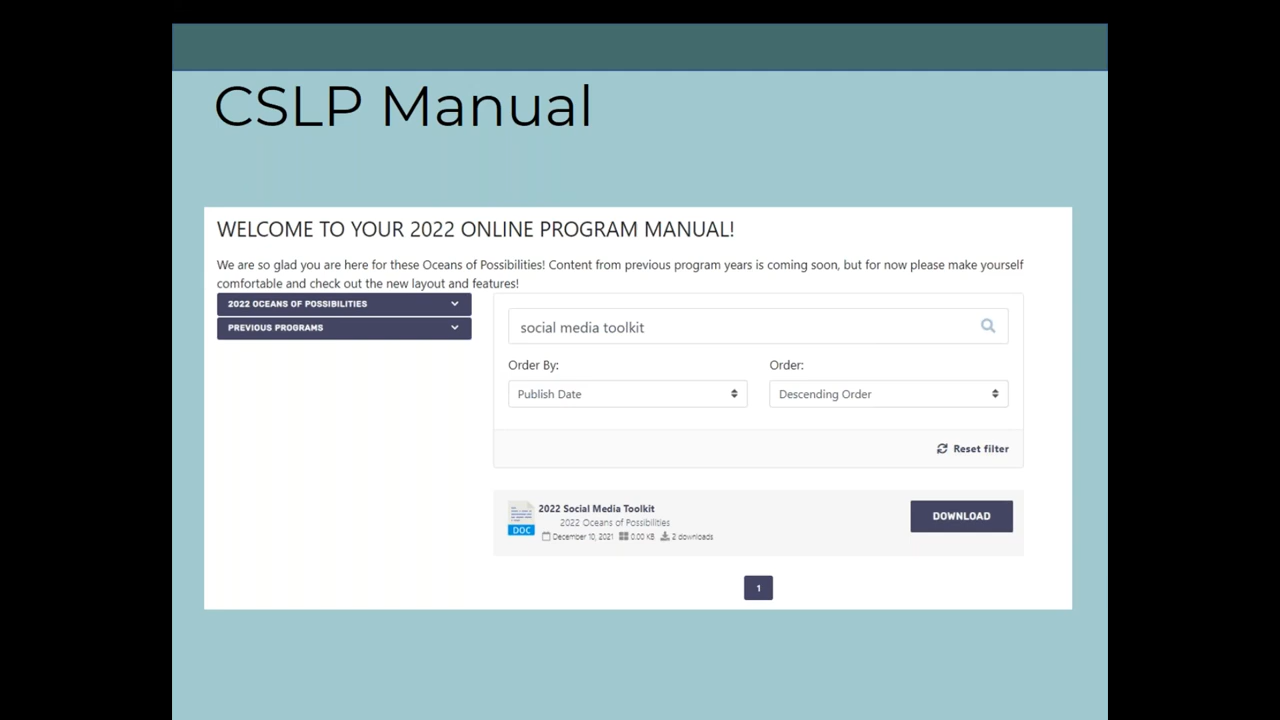 CSLP Manual
WELCOME TO YOUR 2022 ONLINE PROGRAM MANUAL!
We are so glad you are here for these Oceans of Possibilities! Content from previous program years is coming soon, but for now please make yourself
comfortable and check out the new layout and features!
2022 OCEANS OF POSSIBILITIES
PREVIOUS PROGRAMS
social media toolkit
Order By:
Order:
Publish Date
Descending Order
Reset filter
2022 Social Media Toolkit
2022 Oceans of Possibilities
DOC
December 10, 2021 0.00 KB 2 downloads
DOWNLOAD
1